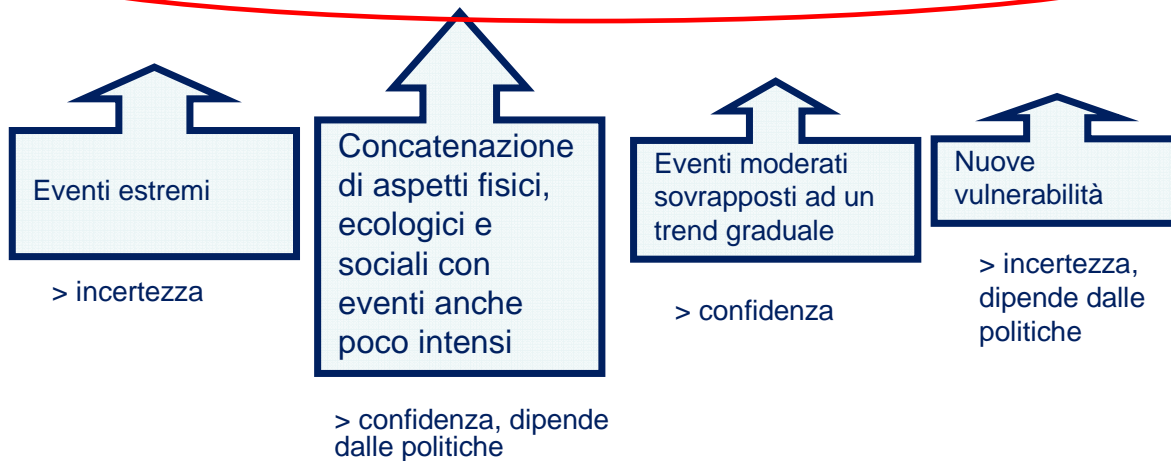 Eventi estremi
> incertezza
Concatenazione
di aspetti fisici,
ecologici e
sociali con
eventi anche
poco intensi
> confidenza, dipende
dalle politiche
Eventi moderati
sovrapposti ad un
trend graduale
> confidenza
Nuove
vulnerabilità
> incertezza,
dipende dalle
politiche